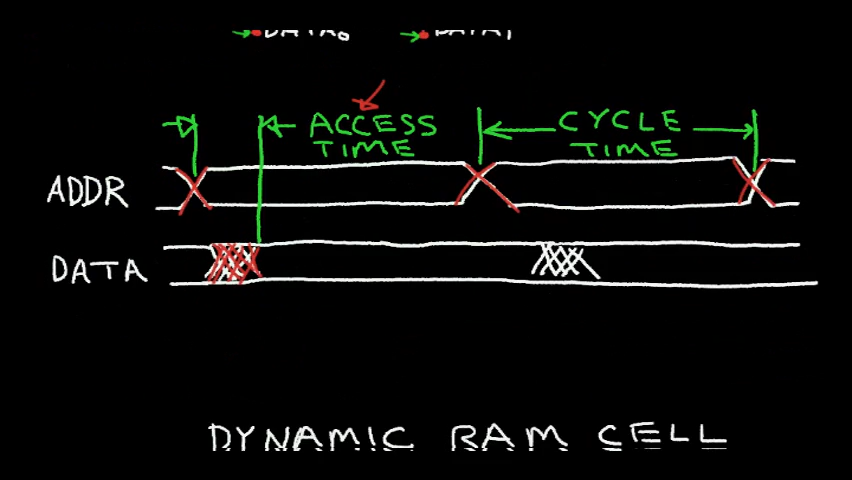 ACCESS
TIME
CYCLE
TIME
ADDR
DATA
DYNAMIC RAM CELL